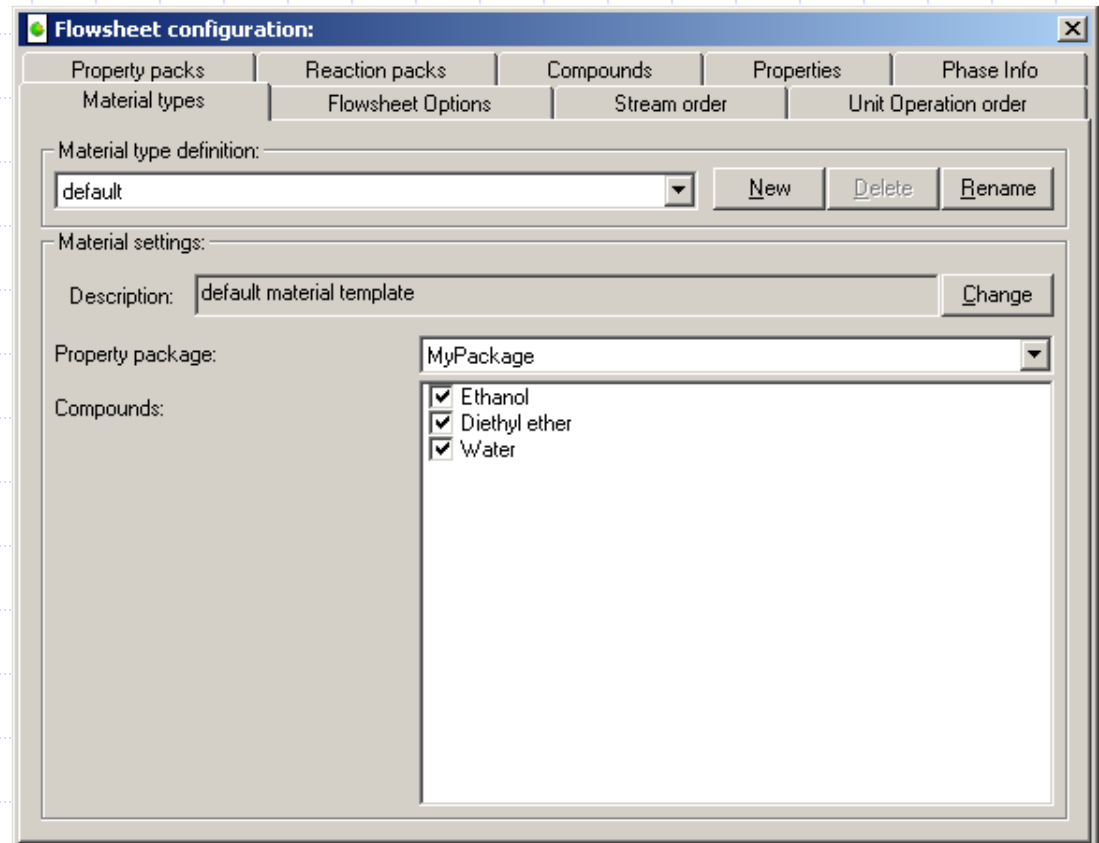 Flowsheet configuration:
Property packs Reaction packs Compounds Properties Phase Info
Material types Flowsheet Options Stream order Unit Operation order
Material type definition:
default New Delete Rename
Material settings:
Description: default material template Change
Property package: MyPackage
Compounds:
Ethanol
Diethyl ether
Water